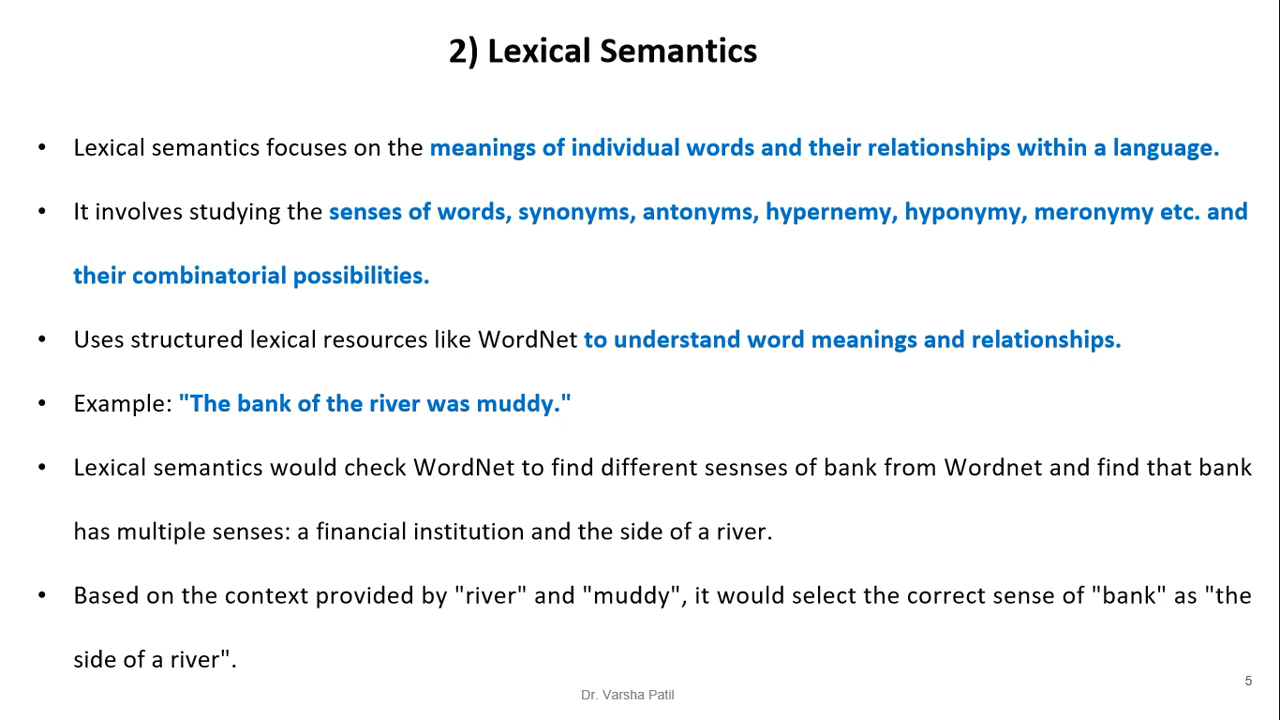 2) Lexical Semantics
• Lexical semantics focuses on the meanings of individual words and their relationships within a language.
• It involves studying the senses of words, synonyms, antonyms, hypernemy, hyponymy, meronymy etc. and
their combinatorial possibilities.
• Uses structured lexical resources like WordNet to understand word meanings and relationships.
• Example: "The bank of the river was muddy."
• Lexical semantics would check WordNet to find different sesnses of bank from Wordnet and find that bank
has multiple senses: a financial institution and the side of a river.
• Based on the context provided by "river" and "muddy", it would select the correct sense of "bank" as "the
side of a river".
5
Dr. Varsha Patil